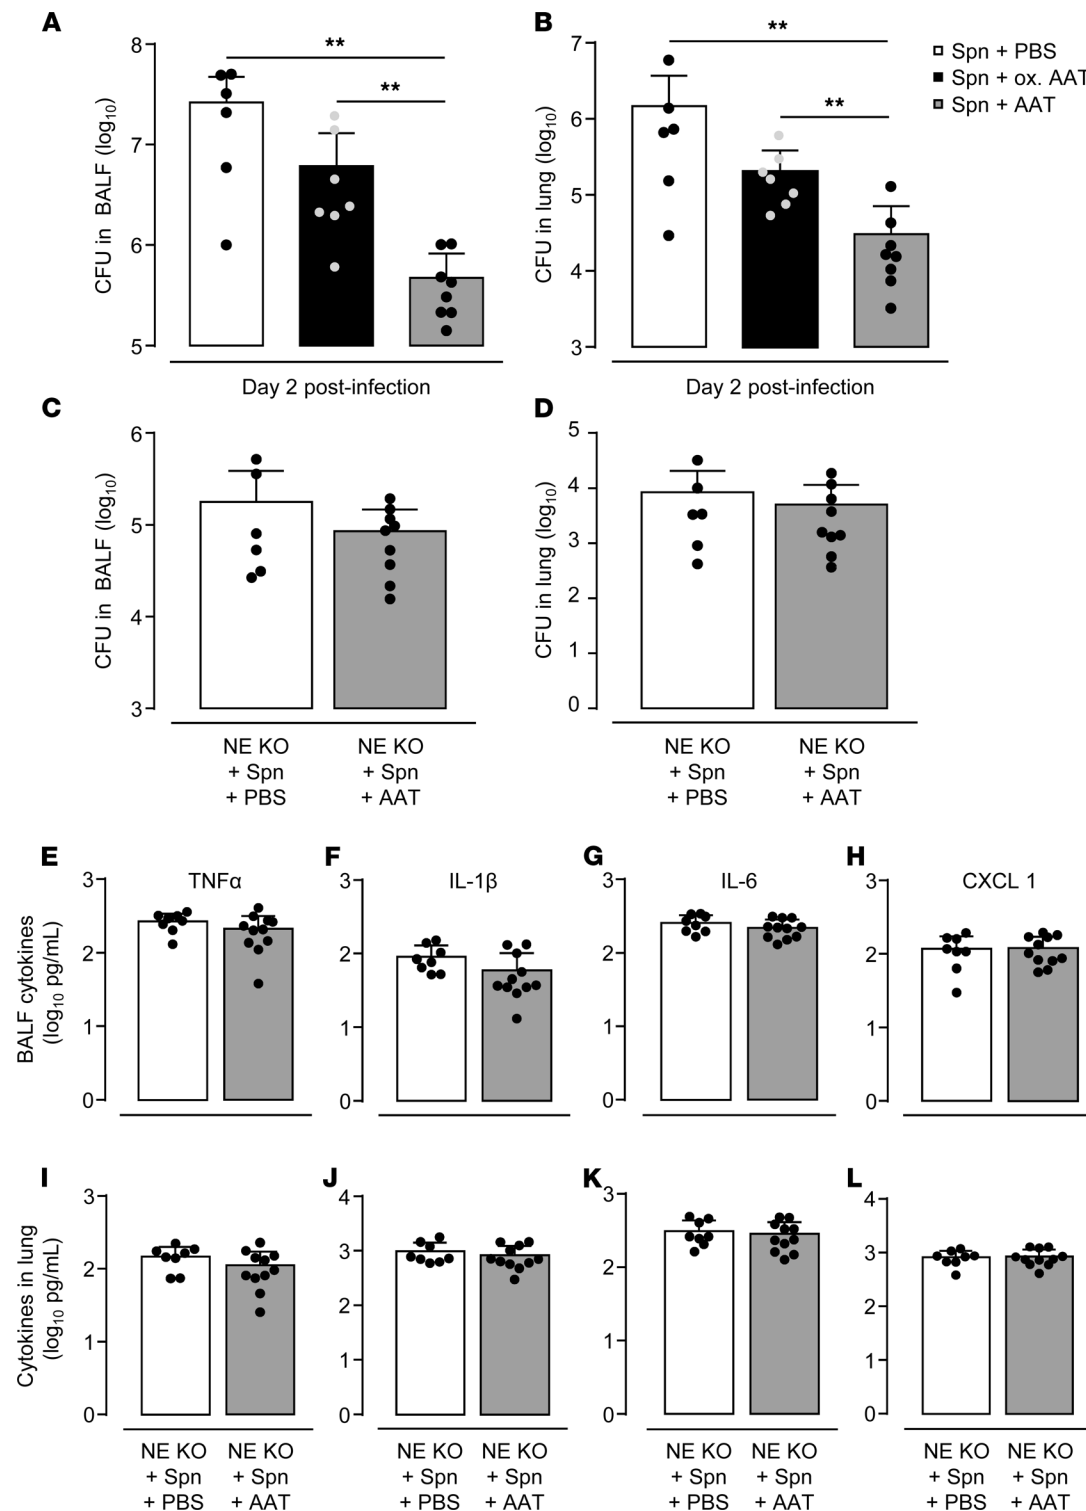 A
8
7
6
5
CFU in BALF (log10)
**
**
Day 2 post-infection
B
7
6
5
4
3
CFU in lung (log10)
**
**
Day 2 post-infection
Spn + PBS
Spn + ox. AAT
Spn + AAT
C
6
5
4
3
CFU in BALF (log10)
NE KO
+ Spn
+ PBS
NE KO
+ Spn
+ AAT
D
5
4
3
2
1
0
CFU in lung (log10)
NE KO
+ Spn
+ PBS
NE KO
+ Spn
+ AAT
E
TNFα
3
2
1
0
BALF cytokines
(log10 pg/mL)
F
IL-1β
3
2
1
0
G
IL-6
3
2
1
0
H
CXCL 1
3
2
1
0
I
3
2
1
0
Cytokines in lung
(log10 pg/mL)
NE KO
+ Spn
+ PBS
NE KO
+ Spn
+ AAT
J
4
3
2
1
0
NE KO
+ Spn
+ PBS
NE KO
+ Spn
+ AAT
K
3
2
1
0
NE KO
+ Spn
+ PBS
NE KO
+ Spn
+ AAT
L
4
3
2
1
0
NE KO
+ Spn
+ PBS
NE KO
+ Spn
+ AAT